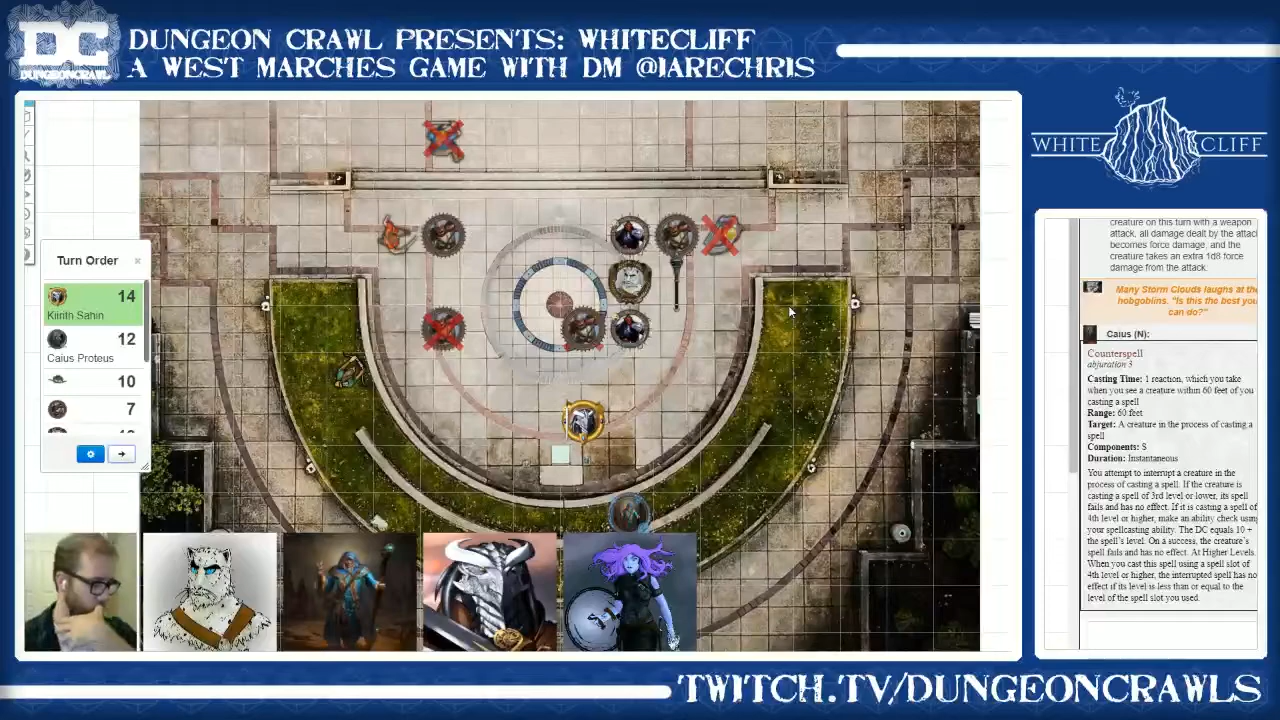 DC
DUNGEONCRAWL
DUNGEON CRAWL PRESENTS: WHITECLIFF
A WEST MARCHES GAME WITH DM @IARECHRIS
WHITE CLIFF
Turn Order
14
Kiirith Sahin
12
Caius Proteus
10
7
creature on this turn with a weapon
attack, all damage dealt by the attac
becomes force damage, and the
creature takes an extra 1d8 force
damage from the attack.
Many Storm Clouds laughs at the
hobgoblins. "Is this the best you
can do?"
Caius (N):
Counterspell
abjuration 3
Casting Time: 1 reaction, which you take
when you see a creature within 60 feet of you
casting a spell
Range: 60 feet
Target: A creature in the process of casting a
spell
Components: S
Duration: Instantaneous
You attempt to interrupt a creature in the
process of casting a spell. If the creature is
casting a spell of 3rd level or lower, its spell
fails and has no effect. If it is casting a spell of
4th level or higher, make an ability check using
your spellcasting ability. The DC equals 10 +
the spell's level. On a success, the creature's
spell fails and has no effect. At Higher Levels.
When you cast this spell using a spell slot of
4th level or higher, the interrupted spell has no
effect if its level is less than or equal to the
level of the spell slot you used.
TWITCH.TV/DUNGEONCRAWLS